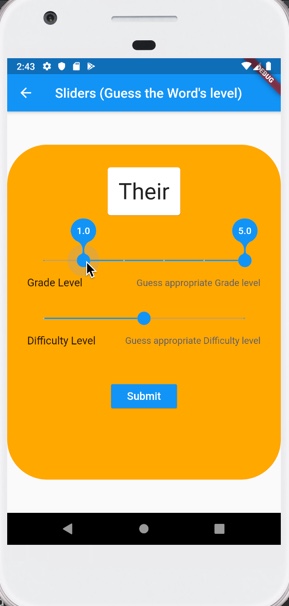 2:43
DEBUG
Sliders (Guess the Word's level)
Their
1.0 5.0
Grade Level Guess appropriate Grade level
Difficulty Level Guess appropriate Difficulty level
Submit